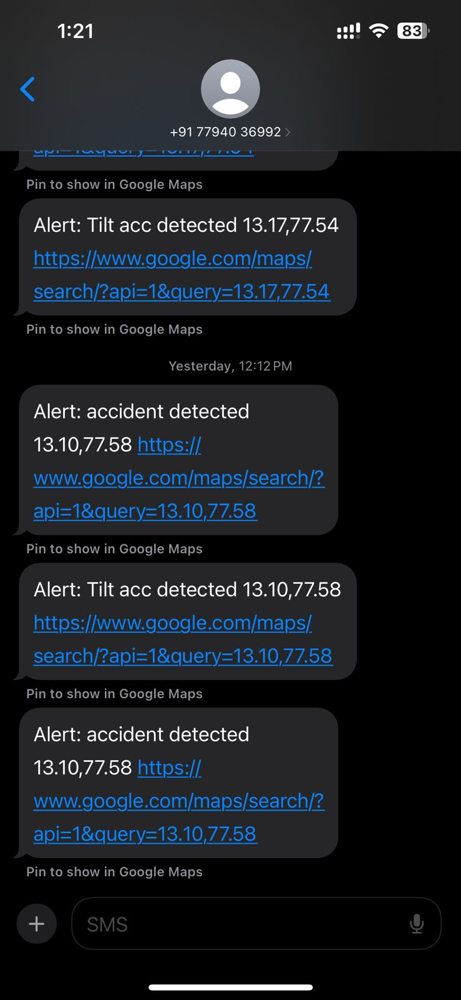 1:21
83
+91 77940 36992
Pin to show in Google Maps
Alert: Tilt acc detected 13.17,77.54
https://www.google.com/maps/
search/?api=1&query=13.17,77.54
Pin to show in Google Maps
Yesterday, 12:12 PM
Alert: accident detected
13.10,77.58 https://
www.google.com/maps/search/?
api=1&query=13.10,77.58
Pin to show in Google Maps
Alert: Tilt acc detected 13.10,77.58
https://www.google.com/maps/
search/?api=1&query=13.10,77.58
Pin to show in Google Maps
Alert: accident detected
13.10,77.58 https://
www.google.com/maps/search/?
api=1&query=13.10,77.58
Pin to show in Google Maps
SMS